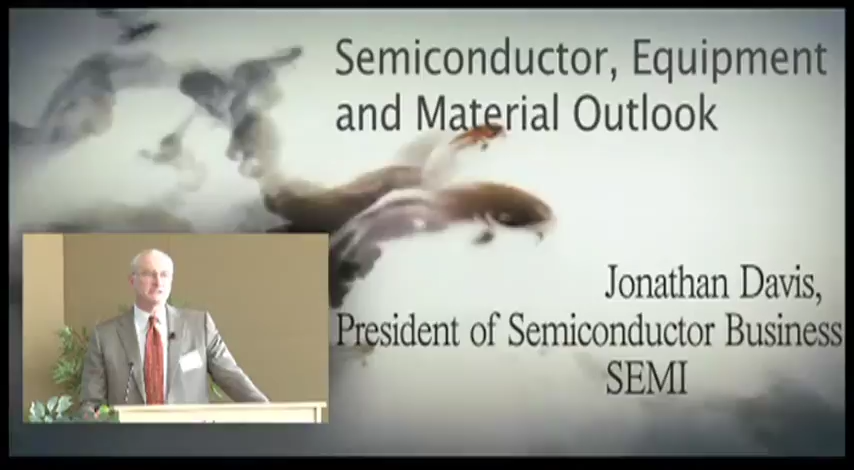 Semiconductor, Equipment
and Material Outlook
Jonathan Davis,
President of Semiconductor Business
SEMI